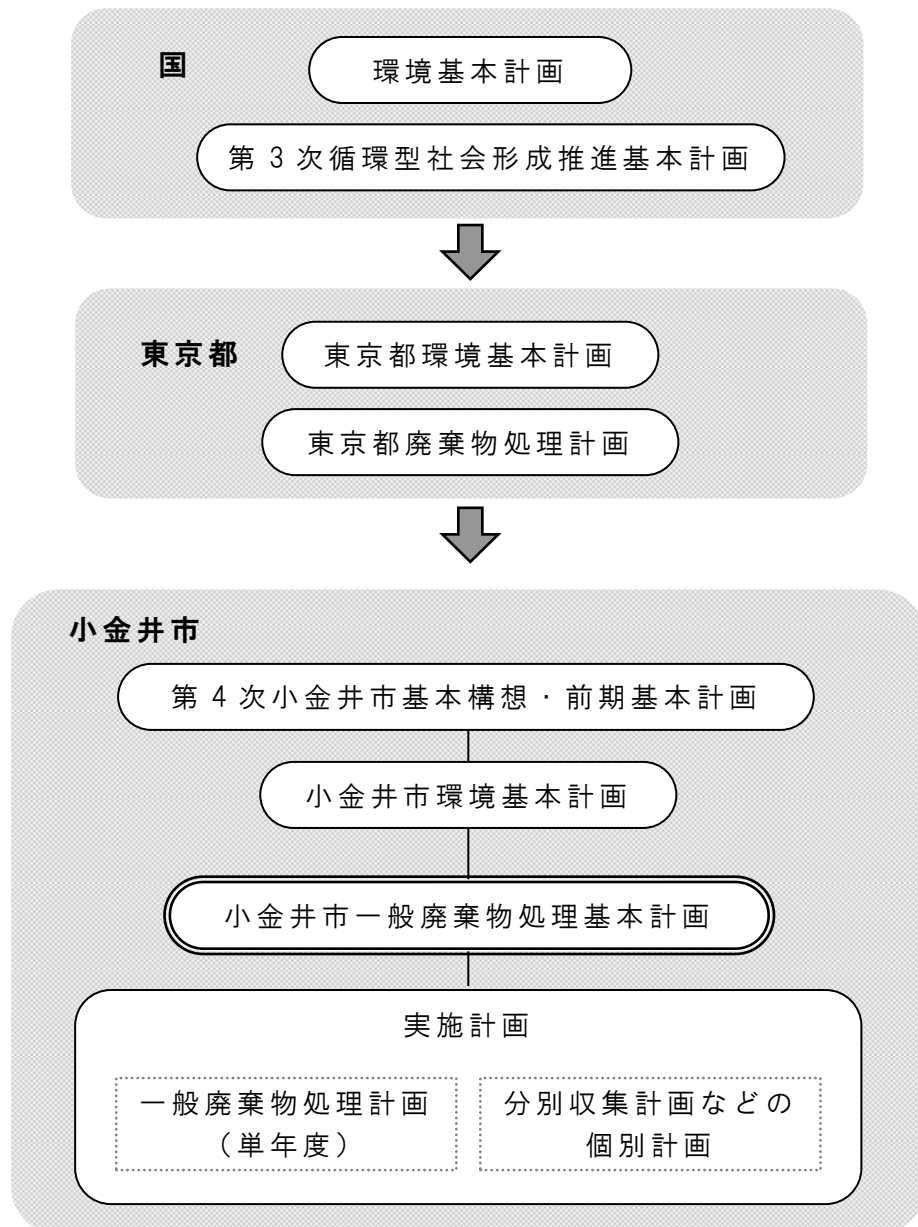 国
環境基本計画
第3次循環型社会形成推進基本計画
東京都
東京都環境基本計画
東京都廃棄物処理計画
小金井市
第4次小金井市基本構想・前期基本計画
小金井市環境基本計画
小金井市一般廃棄物処理基本計画
実施計画
一般廃棄物処理計画
（単年度）
分別収集計画などの
個別計画